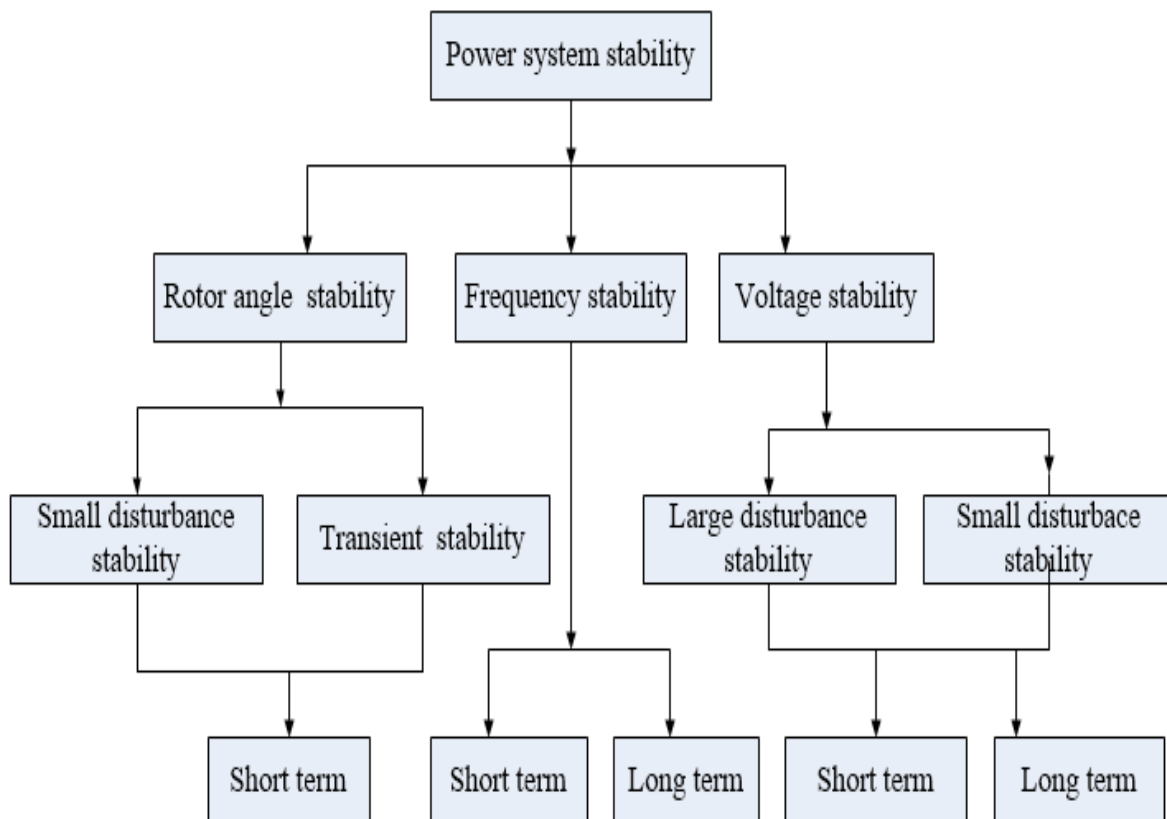 Power system stability
Rotor angle stability
Frequency stability
Voltage stability
Small disturbance
stability
Transient stability
Large disturbance
stability
Small disturbace
stability
Short term
Short term
Long term
Short term
Long term